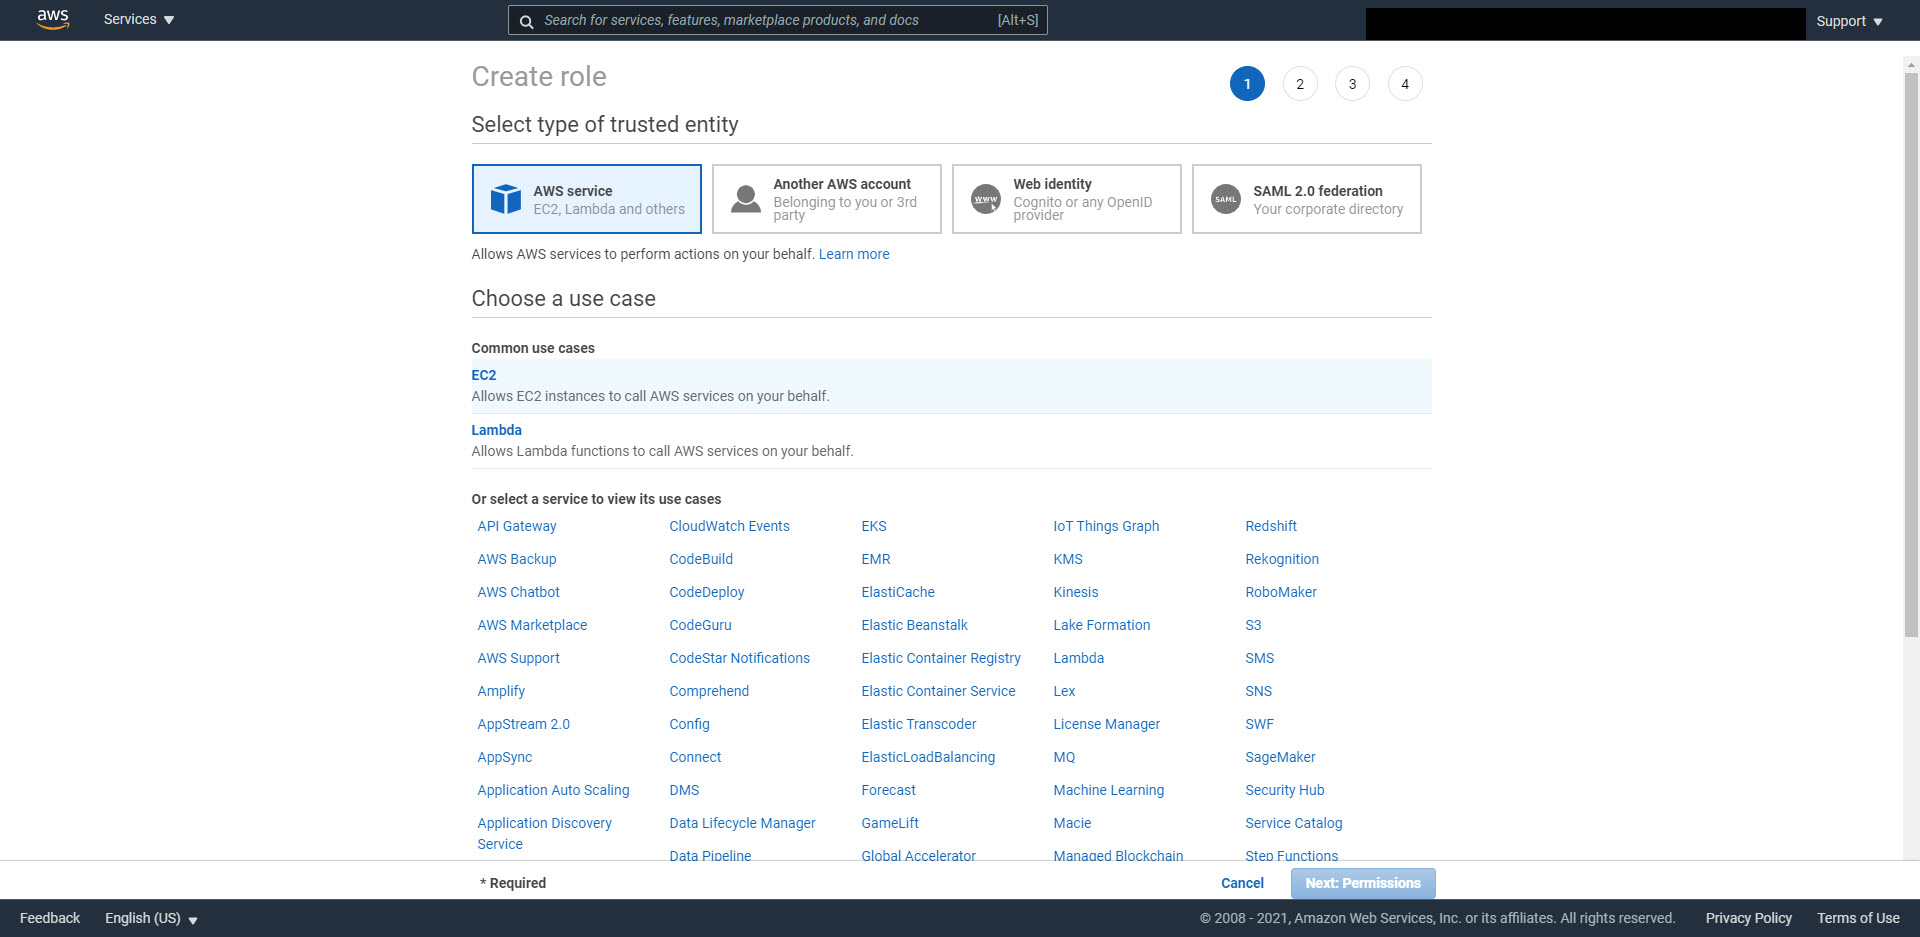 aws
Services
Search for services, features, marketplace products, and docs [Alt+S]
Support
Create role
1 2 3 4
Select type of trusted entity
AWS service
EC2, Lambda and others
Another AWS account
Belonging to you or 3rd
party
www
Web identity
Cognito or any OpenID
provider
SAML
SAML 2.0 federation
Your corporate directory
Allows AWS services to perform actions on your behalf. Learn more
Choose a use case
Common use cases
EC2
Allows EC2 instances to call AWS services on your behalf.
Lambda
Allows Lambda functions to call AWS services on your behalf.
Or select a service to view its use cases
API Gateway CloudWatch Events EKS IoT Things Graph Redshift
AWS Backup CodeBuild EMR KMS Rekognition
AWS Chatbot CodeDeploy ElastiCache Kinesis RoboMaker
AWS Marketplace CodeGuru Elastic Beanstalk Lake Formation S3
AWS Support CodeStar Notifications Elastic Container Registry Lambda SMS
Amplify Comprehend Elastic Container Service Lex SNS
AppStream 2.0 Config Elastic Transcoder License Manager SWF
AppSync Connect ElasticLoadBalancing MQ SageMaker
Application Auto Scaling DMS Forecast Machine Learning Security Hub
Application Discovery Data Lifecycle Manager GameLift Macie Service Catalog
Service
Data Pipeline Global Accelerator Managed Blockchain Step Functions
* Required
Cancel
Next: Permissions
Feedback English (US) © 2008 - 2021, Amazon Web Services, Inc. or its affiliates. All rights reserved. Privacy Policy Terms of Use